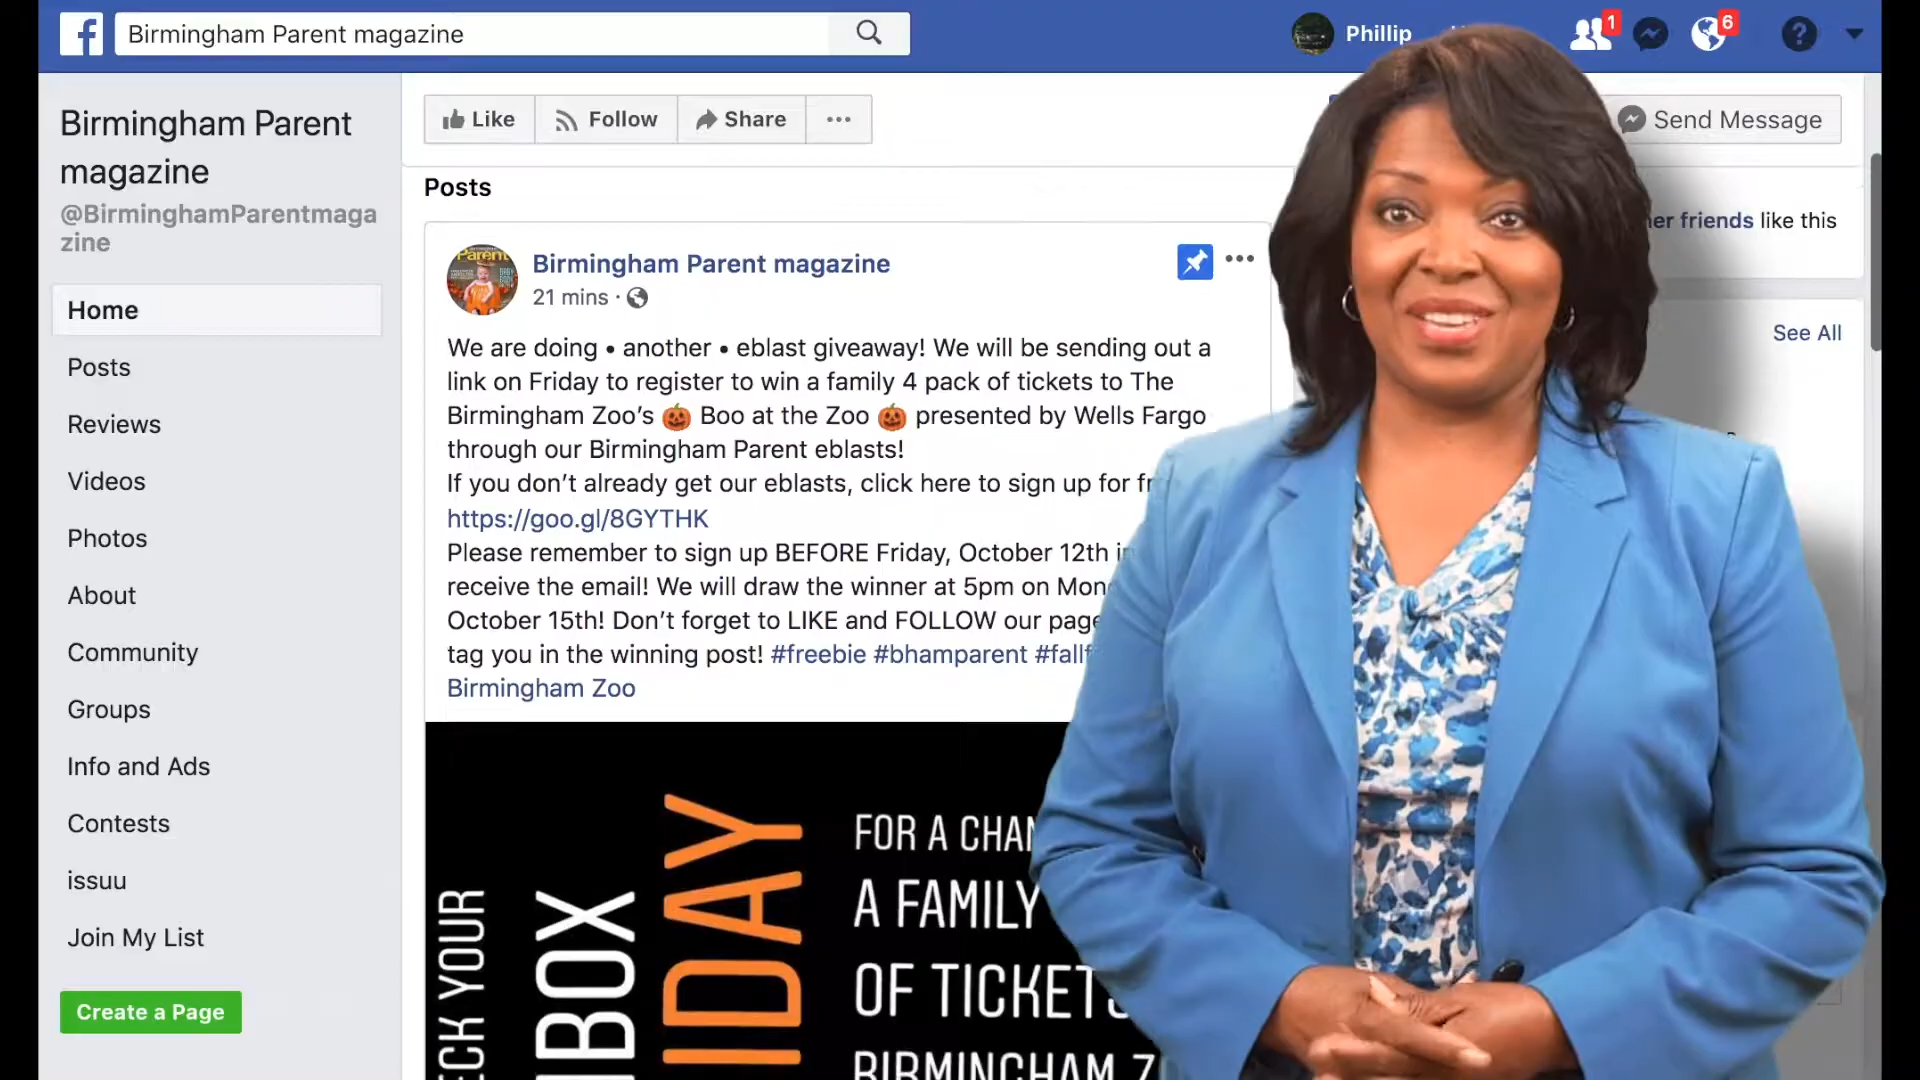 Birmingham Parent magazine
Phillip
1
6
Birmingham Parent
magazine
@BirminghamParentmaga
zine
Home
Posts
Reviews
Videos
Photos
About
Community
Groups
Info and Ads
Contests
issuu
Join My List
Create a Page
Like
Follow
Share
Send Message
Posts
Birmingham Parent magazine
21 mins
We are doing • another • eblast giveaway! We will be sending out a
link on Friday to register to win a family 4 pack of tickets to The
Birmingham Zoo’s 🎃 Boo at the Zoo 🎃 presented by Wells Fargo
through our Birmingham Parent eblasts!
If you don’t already get our eblasts, click here to sign up for
https://goo.gl/8GYTHK
Please remember to sign up BEFORE Friday, October 12th
receive the email! We will draw the winner at 5pm on
October 15th! Don’t forget to LIKE and FOLLOW our page
tag you in the winning post! #freebie #bhamparent
Birmingham Zoo
friends like this
See All
YOUR
FOR A
A FAMILY
OF TICKETS
BIRMINGHAM